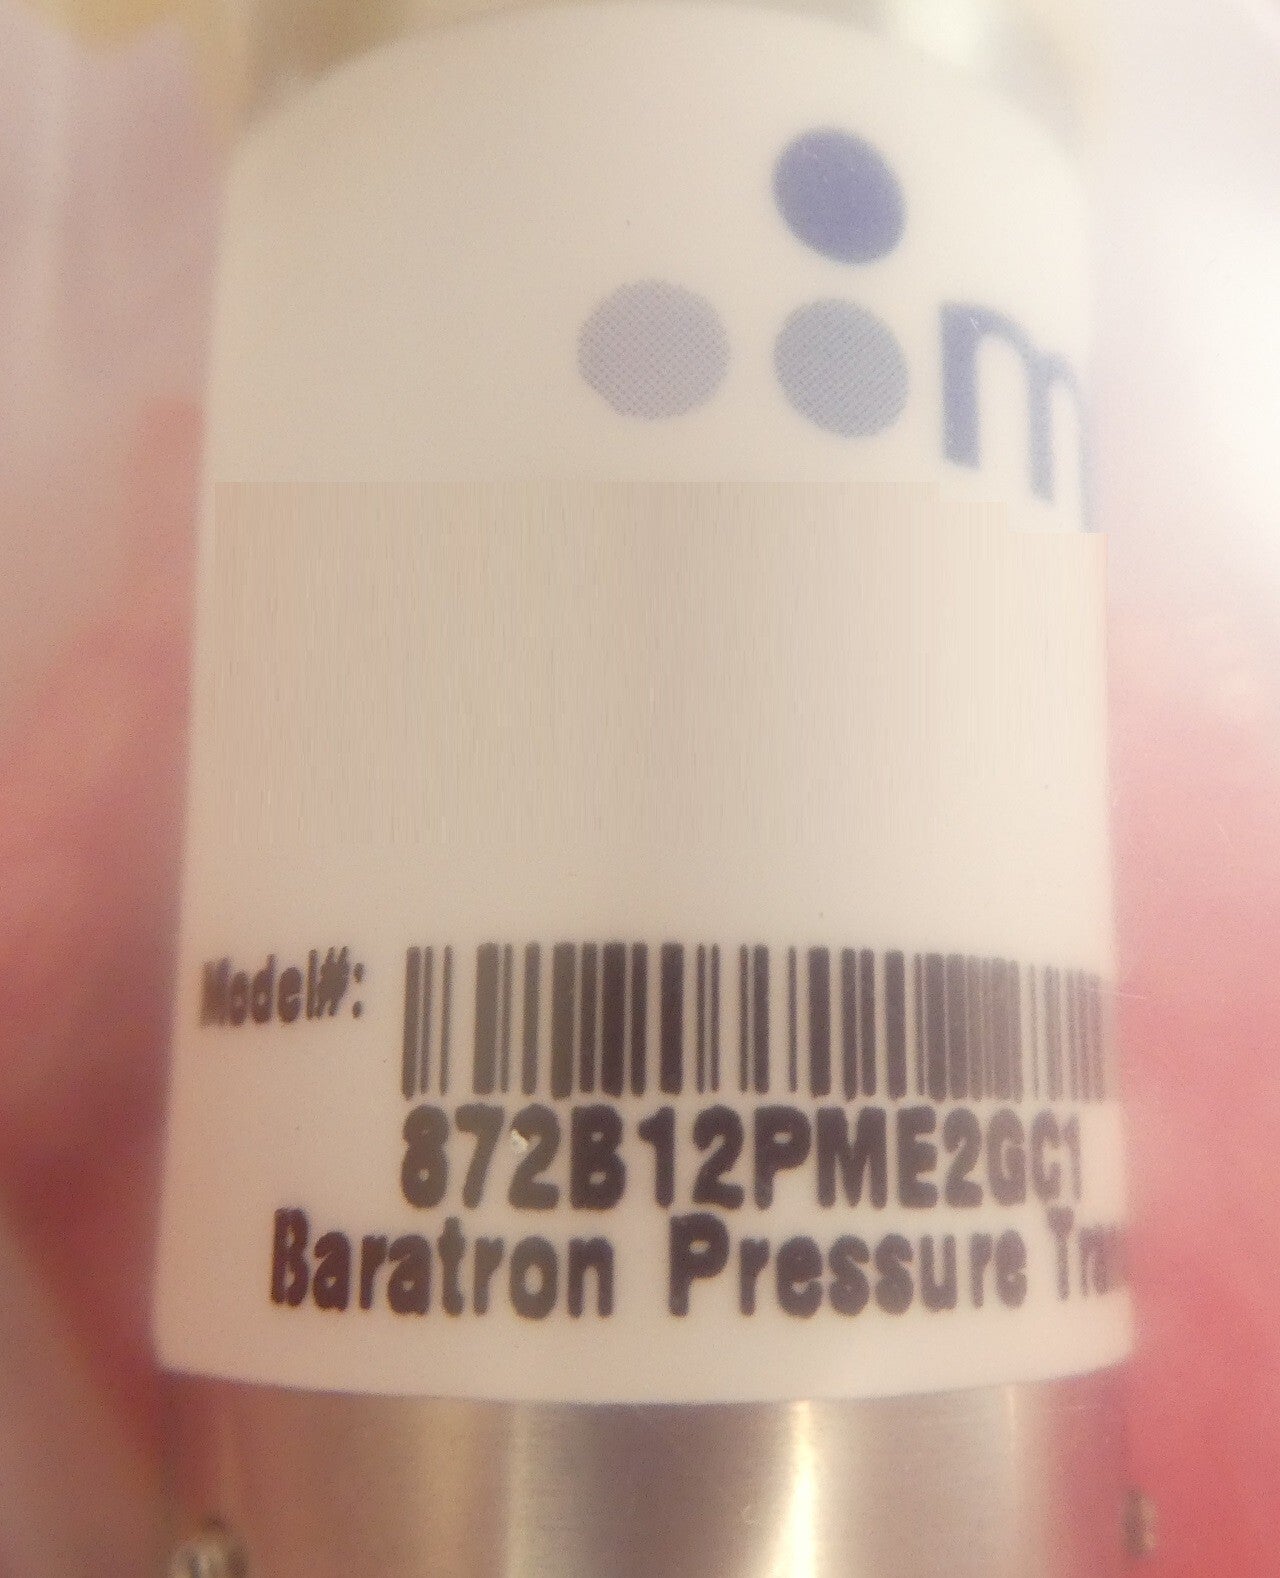 m
Model#:
872B12PME2GC1
Baratron Pressure